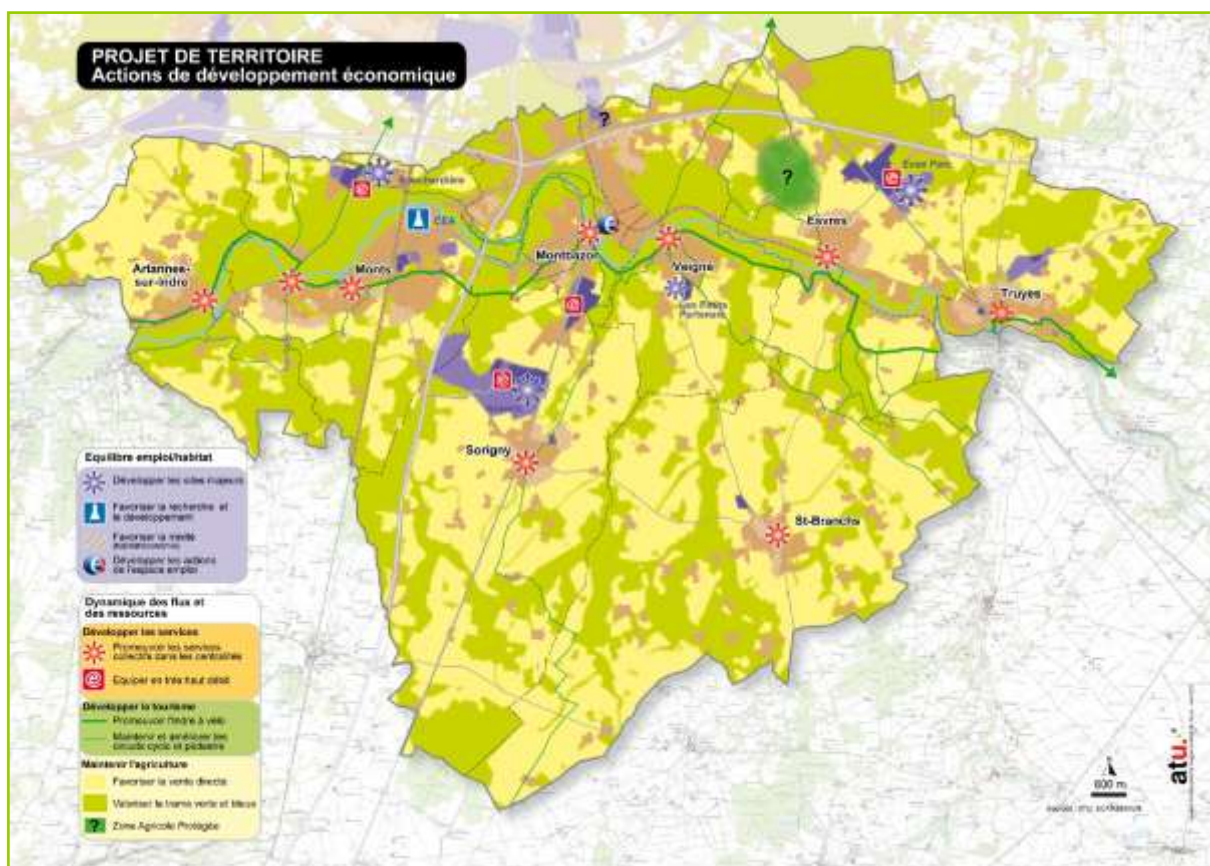 PROJET DE TERRITOIRE
Actions de développement économique
?
?
Even Parc
CEA
Esvres
Montbazon
Artannes-
sur-Indre
Monts
Veigné
Truyes
Sorigny
St-Branchs
Equilibre emploi/habitat
Développer les sites majeurs
Favoriser la recherche et
le développement
Favoriser la mixité
Développer les actions
de l'espace emploi
Dynamique des flux et
des ressources
Développer les services
Promouvoir les services
collectifs dans les centralités
Equiper en très haut débit
Développer le tourisme
Promouvoir l'Indre à vélo
Maintenir et améliorer les
circuits cyclo et pédestre
Maintenir l'agriculture
Favoriser la vente directe
Valoriser la trame verte et bleue
? Zone Agricole Protégée
600 m
atu.